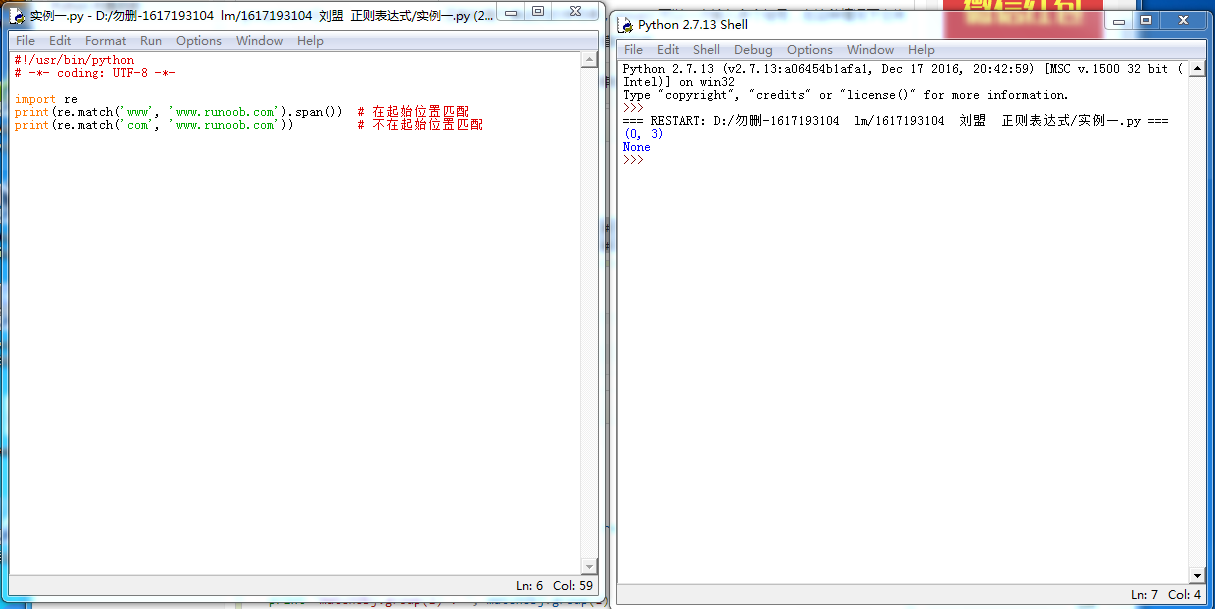 实例一.py - D:/勿删-1617193104  lm/1617193104  刘盟  正则表达式/实例一.py (2...
File Edit Format Run Options Window Help
#!/usr/bin/python
# -*- coding: UTF-8 -*-
import re
print(re.match('www', 'www.runoob.com').span())  # 在起始位置匹配
print(re.match('com', 'www.runoob.com'))         # 不在起始位置匹配
Ln: 6 Col: 59
微信红包
Python 2.7.13 Shell
File Edit Shell Debug Options Window Help
Python 2.7.13 (v2.7.13:a06454b1afa1, Dec 17 2016, 20:42:59) [MSC v.1500 32 bit (
Intel)] on win32
Type "copyright", "credits" or "license()" for more information.
>>>
=== RESTART: D:/勿删-1617193104  lm/1617193104  刘盟  正则表达式/实例一.py ===
(0, 3)
None
>>>
Ln: 7 Col: 4